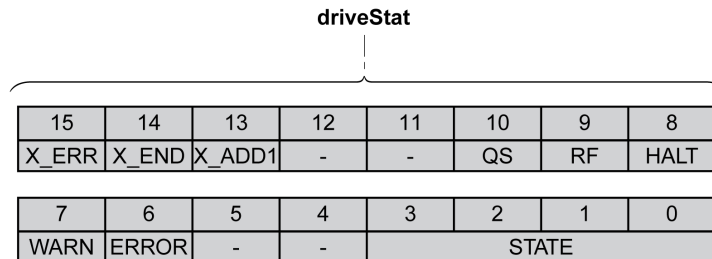 driveStat
15 14 13 12 11 10 9 8
X_ERR X_END X_ADD1 - - QS RF HALT
7 6 5 4 3 2 1 0
WARN ERROR - - STATE